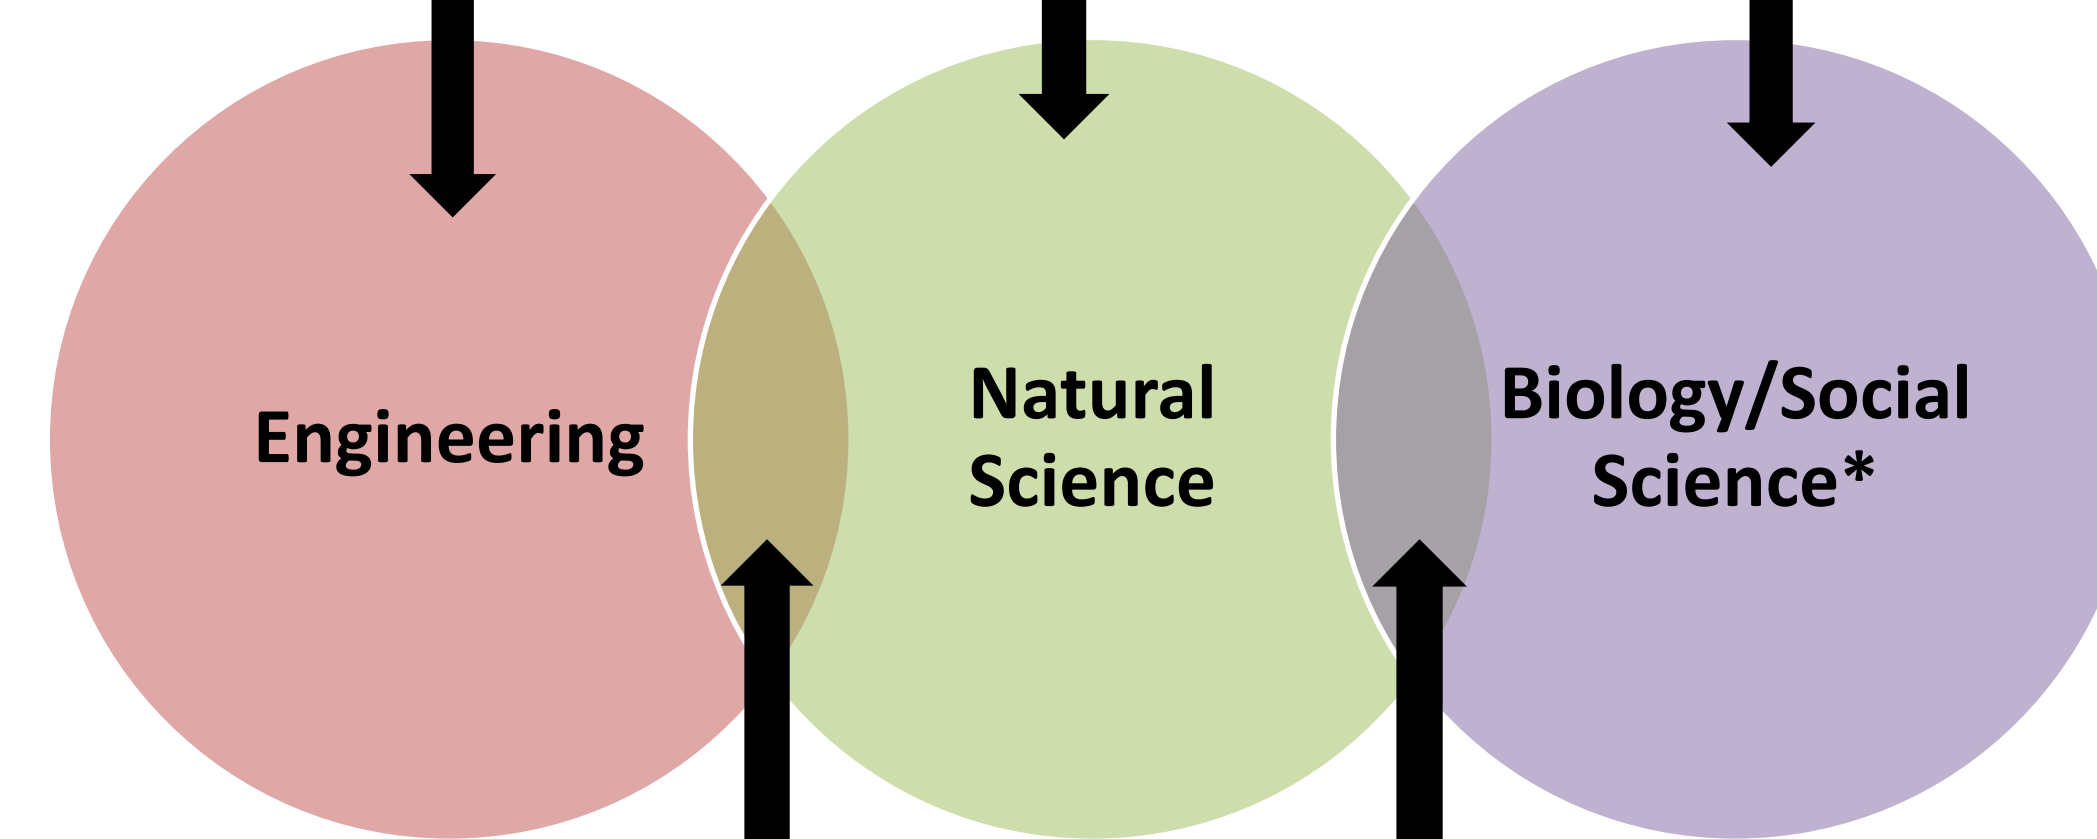 Engineering
Natural
Science
Biology/Social
Science*